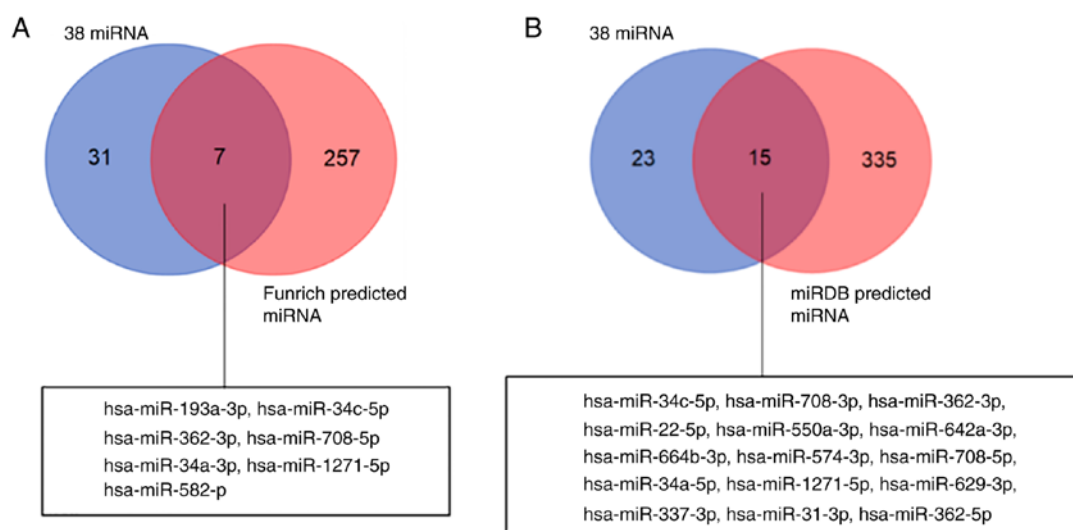 A
38 miRNA
31
7
257
Funrich predicted
miRNA
hsa-miR-193a-3p, hsa-miR-34c-5p
hsa-miR-362-3p, hsa-miR-708-5p
hsa-miR-34a-3p, hsa-miR-1271-5p
hsa-miR-582-p
B
38 miRNA
23
15
335
miRDB predicted
miRNA
hsa-miR-34c-5p, hsa-miR-708-3p, hsa-miR-362-3p,
hsa-miR-22-5p, hsa-miR-550a-3p, hsa-miR-642a-3p,
hsa-miR-664b-3p, hsa-miR-574-3p, hsa-miR-708-5p,
hsa-miR-34a-5p, hsa-miR-1271-5p, hsa-miR-629-3p,
hsa-miR-337-3p, hsa-miR-31-3p, hsa-miR-362-5p